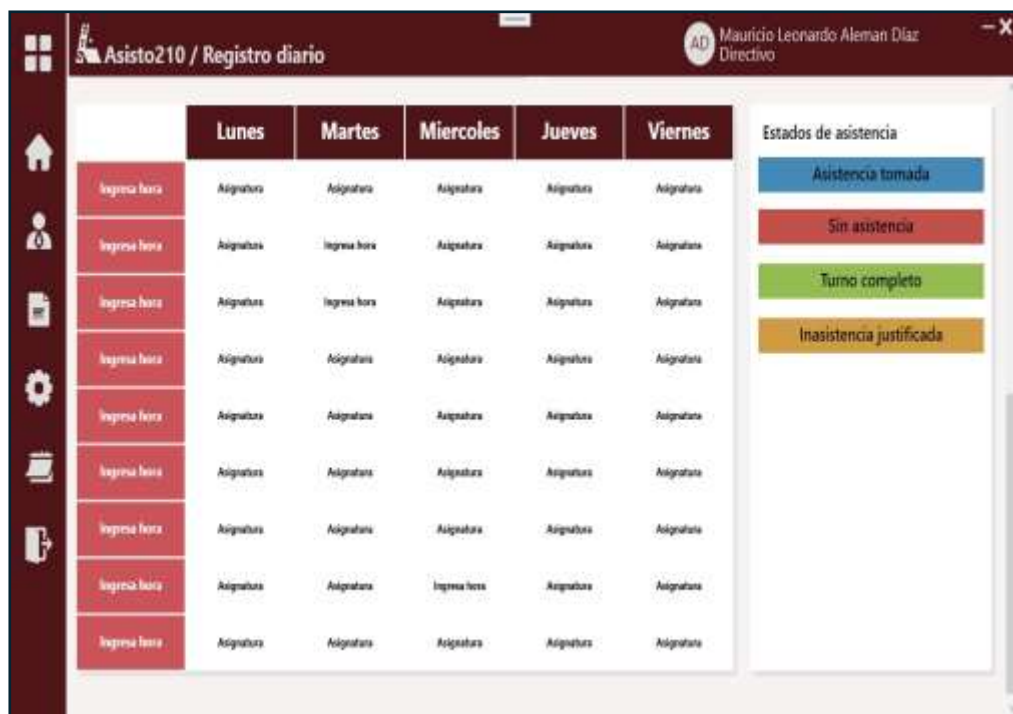 Asisto210 / Registro diario
AD
Mauricio Leonardo Aleman Díaz
Directivo
Lunes Martes Miercoles Jueves Viernes
Ingresa hora Asignatura Asignatura Asignatura Asignatura Asignatura
Ingresa hora Asignatura Ingresa hora Asignatura Asignatura Asignatura
Ingresa hora Asignatura Ingresa hora Asignatura Asignatura Asignatura
Ingresa hora Asignatura Asignatura Asignatura Asignatura Asignatura
Ingresa hora Asignatura Asignatura Asignatura Asignatura Asignatura
Ingresa hora Asignatura Asignatura Asignatura Asignatura Asignatura
Ingresa hora Asignatura Asignatura Asignatura Asignatura Asignatura
Ingresa hora Asignatura Asignatura Ingresa hora Asignatura Asignatura
Ingresa hora Asignatura Asignatura Asignatura Asignatura Asignatura
Estados de asistencia
Asistencia tomada
Sin asistencia
Turno completo
Inasistencia justificada